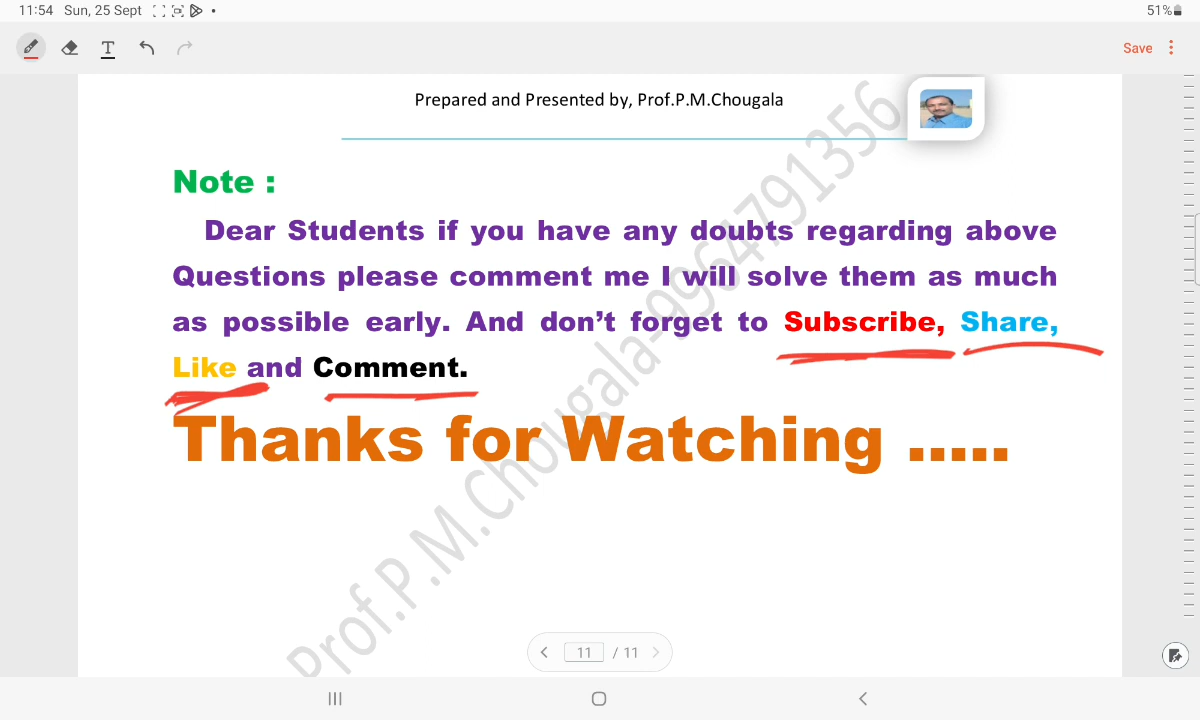 11:54 Sun, 25 Sept
51%
T
Save
Prepared and Presented by, Prof.P.M.Chougala
Note :
Dear Students if you have any doubts regarding above
Questions please comment me I will solve them as much
as possible early. And don’t forget to Subscribe, Share,
Like and Comment.
Thanks for Watching .....
Prof.P.M.Chougala-9964791356
11 / 11